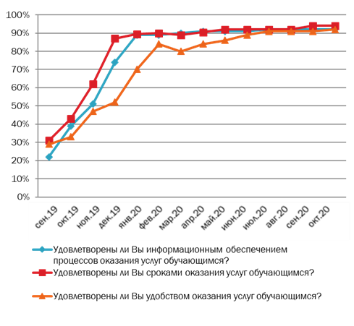 100%
90%
80%
70%
60%
50%
40%
30%
20%
10%
0%
сен.19
окт.19
ноя.19
дек.19
янв.20
фев.20
мар.20
апр.20
май.20
июн.20
июл.20
авг.20
сен.20
окт.20
Удовлетворены ли Вы информационным обеспечением
процессов оказания услуг обучающимся?
Удовлетворены ли Вы сроками оказания услуг обучающимся?
Удовлетворены ли Вы удобством оказания услуг обучающимся?